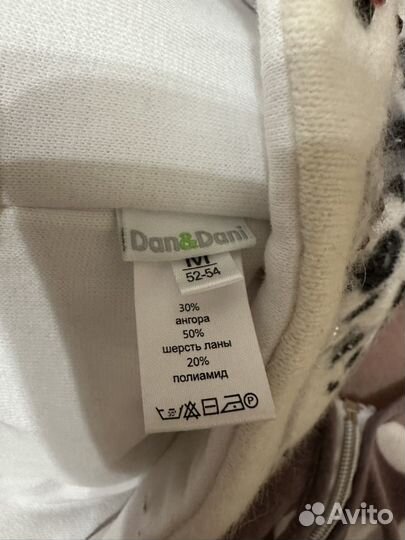 Dan&Dani
M
52-54
30%
ангора
50%
шерсть ланы
20%
полиамид
P
Avito